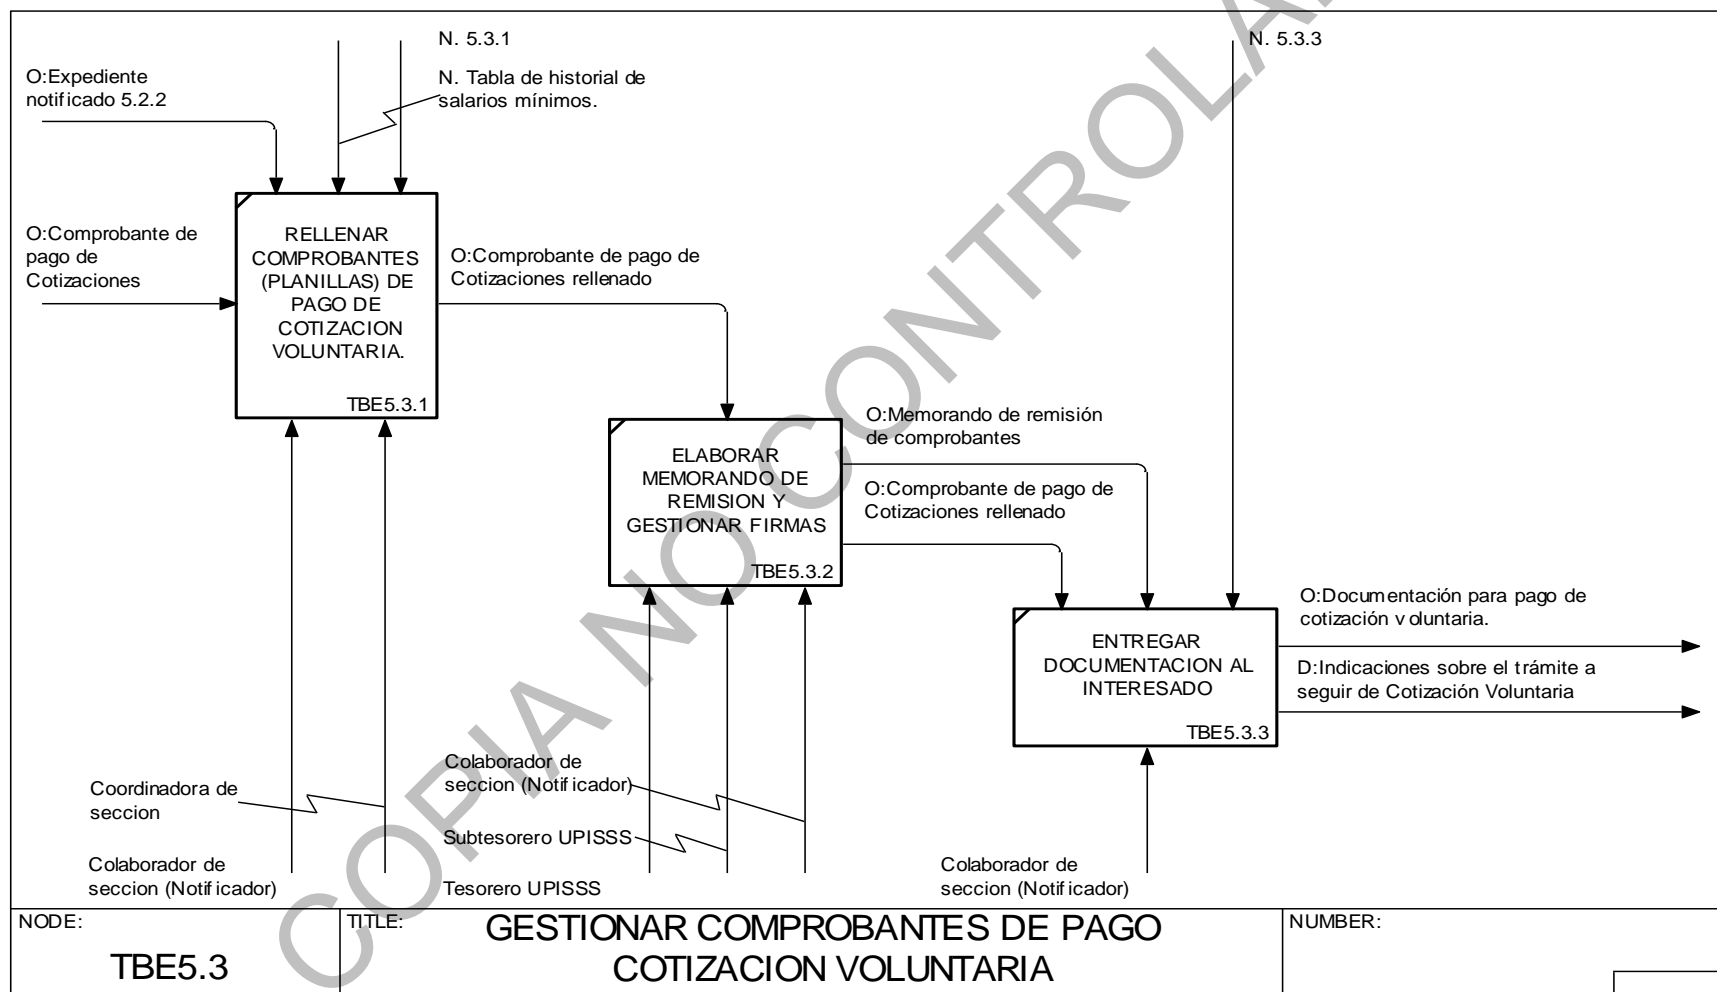 N. 5.3.1
N. 5.3.3
O:Expediente
notificado 5.2.2
N. Tabla de historial de
salarios mínimos.
O:Comprobante de
pago de
Cotizaciones
RELLENAR
COMPROBANTES
(PLANILLAS) DE
PAGO DE
COTIZACION
VOLUNTARIA.
TBE5.3.1
O:Comprobante de pago de
Cotizaciones rellenado
ELABORAR
MEMORANDO DE
REMISION Y
GESTIONAR FIRMAS
TBE5.3.2
O:Memorando de remisión
de comprobantes
O:Comprobante de pago de
Cotizaciones rellenado
ENTREGAR
DOCUMENTACION AL
INTERESADO
TBE5.3.3
O:Documentación para pago de
cotización voluntaria.
D:Indicaciones sobre el trámite a
seguir de Cotización Voluntaria
Coordinadora de
seccion
Colaborador de
seccion (Notificador)
Colaborador de
seccion (Notificador)
Subtesorero UPISSS
Tesorero UPISSS
Colaborador de
seccion (Notificador)
NODE:
TBE5.3
TITLE:
GESTIONAR COMPROBANTES DE PAGO
COTIZACION VOLUNTARIA
NUMBER:
COPIA NO CONTROLA